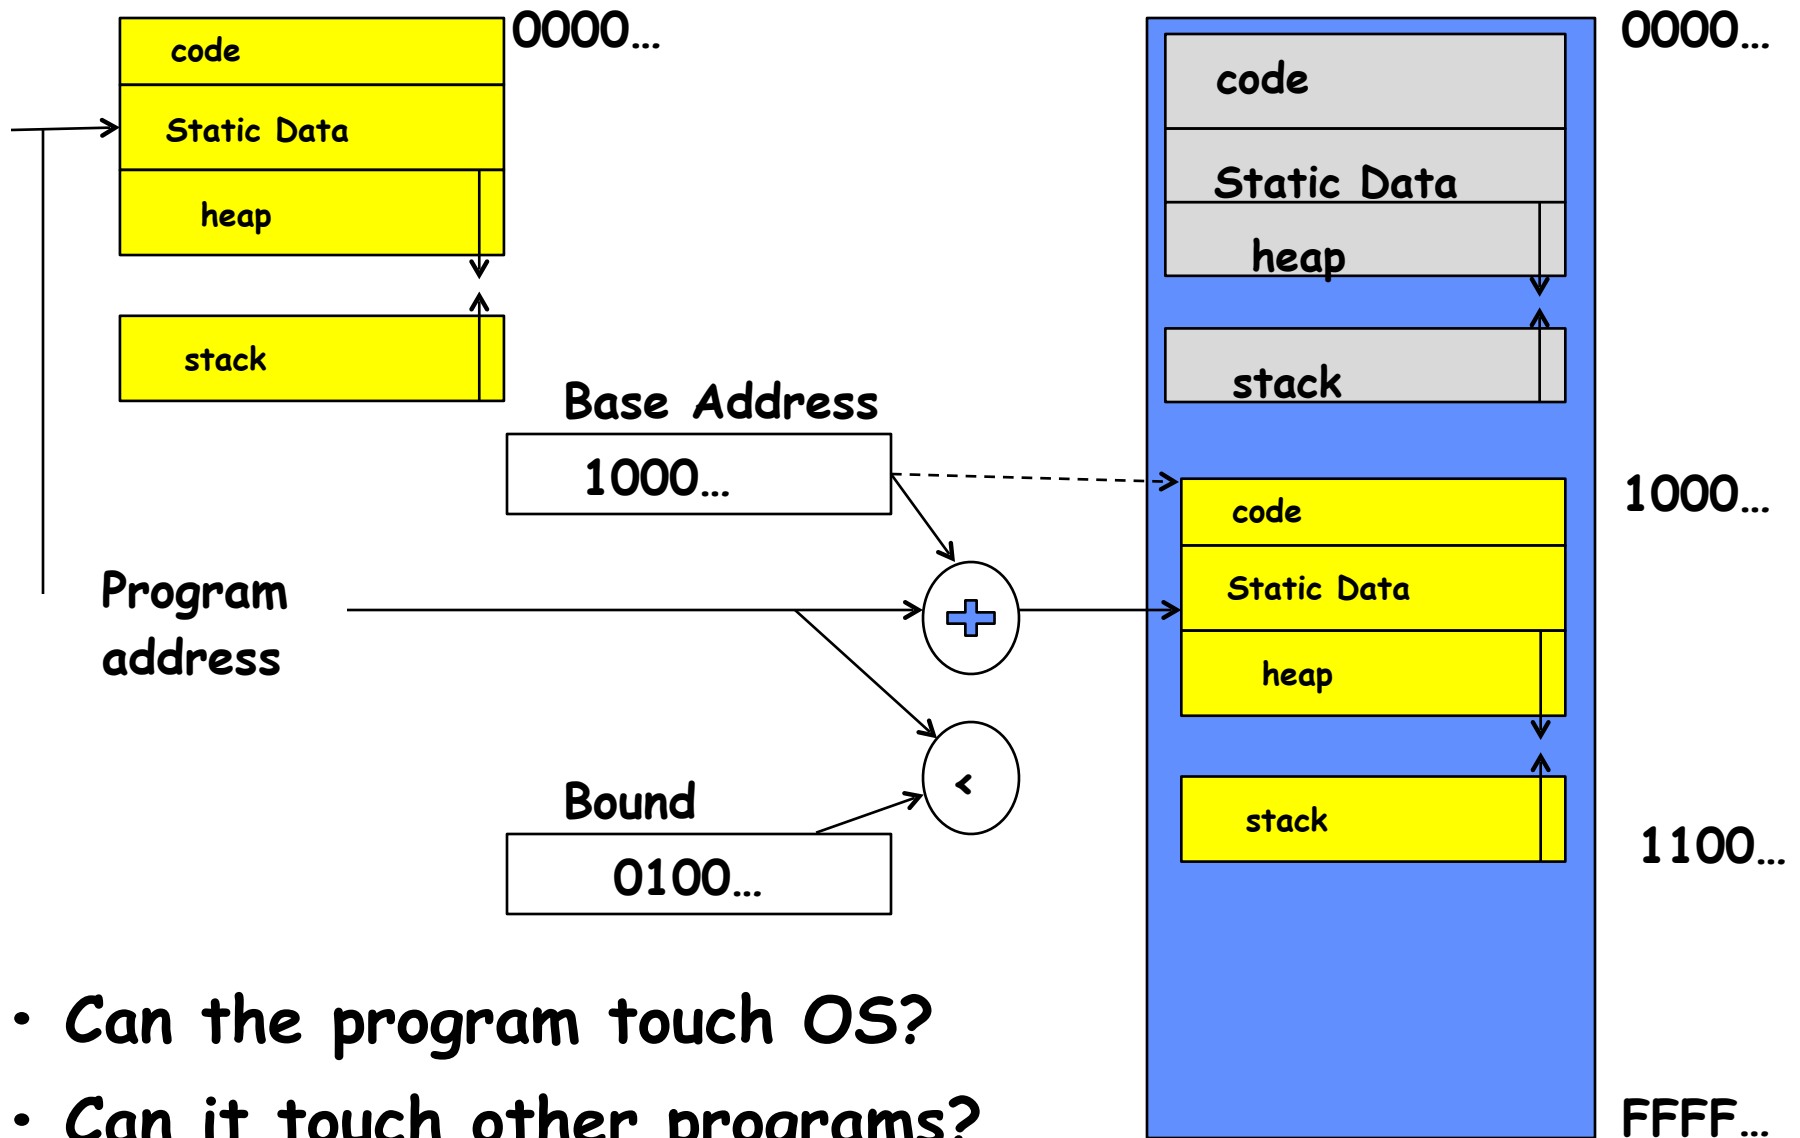 0000…
code
Static Data
heap
stack
Base Address
1000…
Program
address
+
<
Bound
0100…
0000…
code
Static Data
heap
stack
1000…
code
Static Data
heap
stack
1100…
FFFF…
• Can the program touch OS?
• Can it touch other programs?